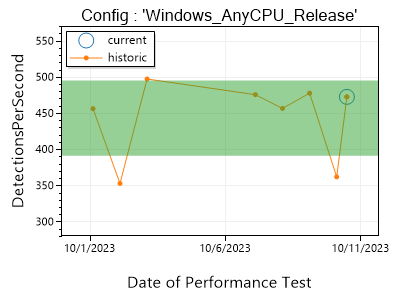 Config : 'Windows_AnyCPU_Release'
current
historic
DetectionsPerSecond
550
500
450
400
350
300
10/1/2023
10/6/2023
10/11/2023
Date of Performance Test